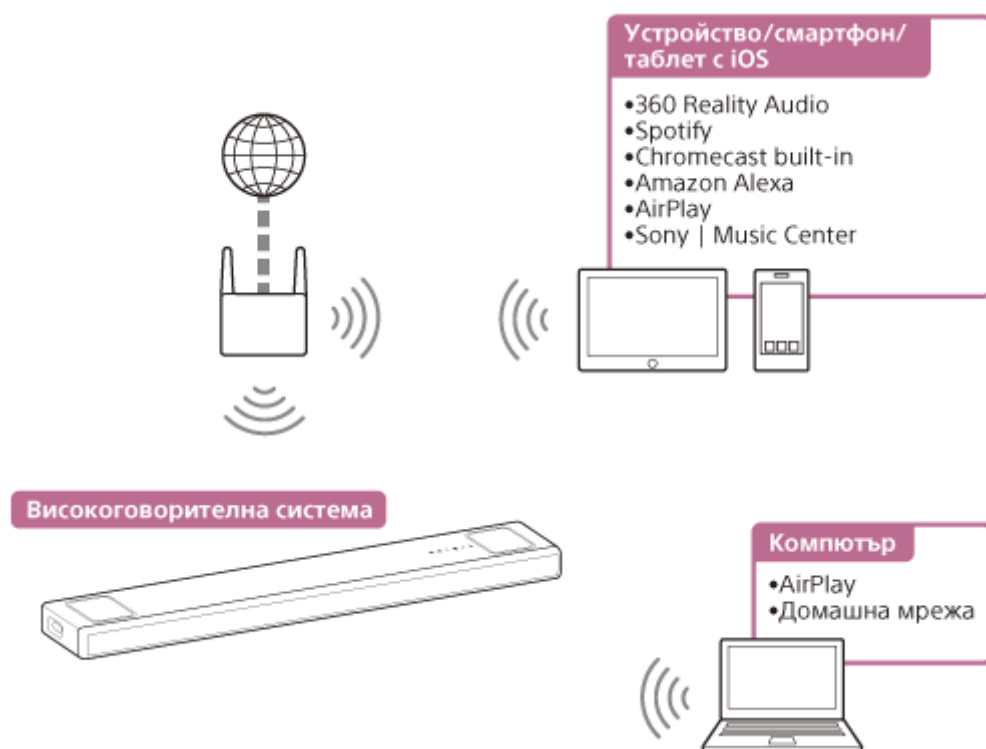 Устройство/смартфон/
таблет с iOS
•360 Reality Audio
•Spotify
•Chromecast built-in
•Amazon Alexa
•AirPlay
•Sony | Music Center
Високоговорителна система
Компютър
•AirPlay
•Домашна мрежа